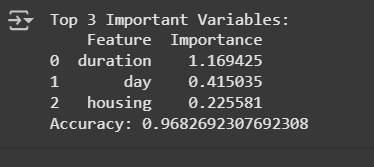 Top 3 Important Variables:
Feature Importance
0 duration 1.169425
1 day 0.415035
2 housing 0.225581
Accuracy: 0.9682692307692308